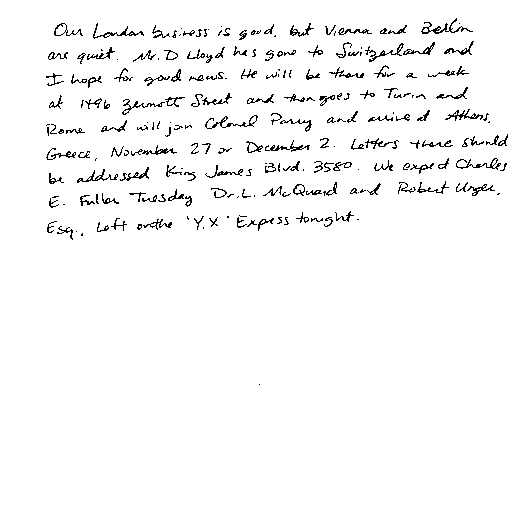 Our London business is good, but Vienna and Berlin
are quiet. Mr. D Lloyd has gone to Switzerland and
I hope for good news. He will be there for a week
at 1496 Zermott Street and then goes to Turin and
Rome and will join Colonel Parry and arrive at Athens,
Greece, November 27 or December 2. Letters there should
be addressed King James Blvd. 3580. We expect Charles
E. Fuller Tuesday Dr. L. McQuaid and Robert Unger,
Esq., Left on the 'Y.X' Express tonight.